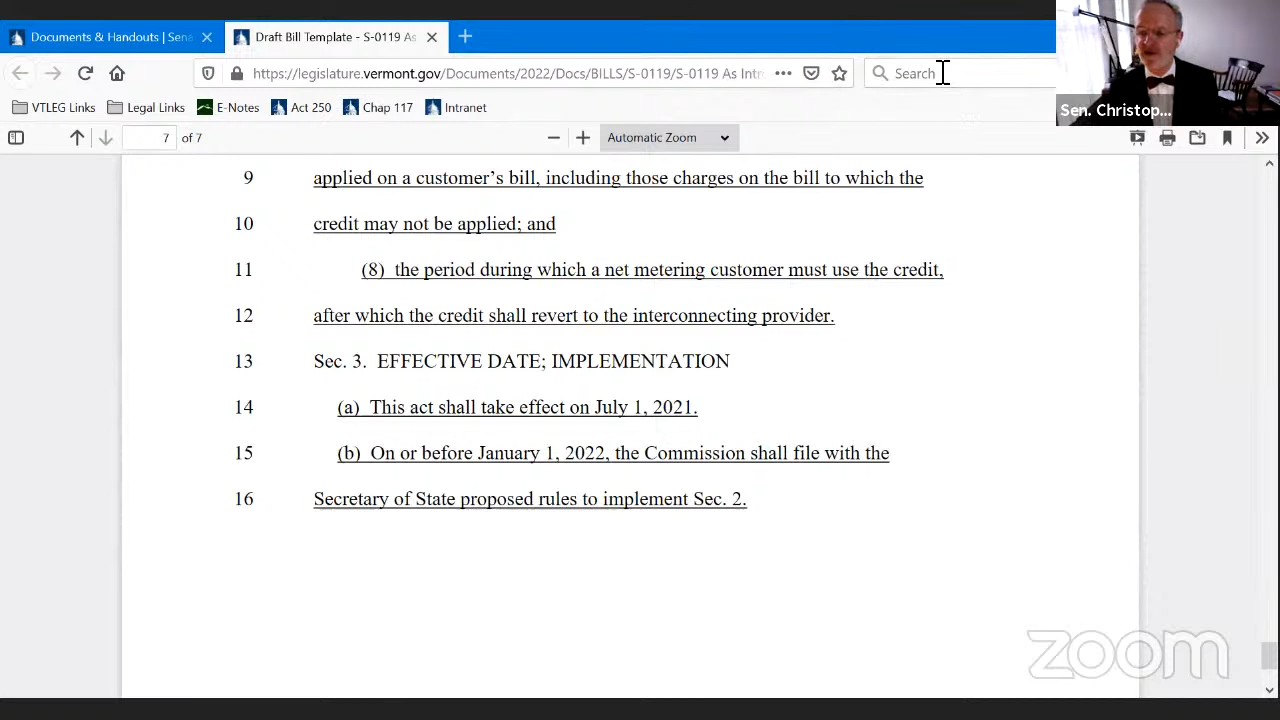 Documents & Handouts | Sena
Draft Bill Template - S-0119 As
https://legislature.vermont.gov/Documents/2022/Docs/BILLS/S-0119/S-0119 As Intr
Search
VTLEG Links
Legal Links
E-Notes
Act 250
Chap 117
Intranet
Sen. Christop...
7 of 7
Automatic Zoom
9 applied on a customer’s bill, including those charges on the bill to which the
10 credit may not be applied; and
11 (8) the period during which a net metering customer must use the credit,
12 after which the credit shall revert to the interconnecting provider.
13 Sec. 3. EFFECTIVE DATE; IMPLEMENTATION
14 (a) This act shall take effect on July 1, 2021.
15 (b) On or before January 1, 2022, the Commission shall file with the
16 Secretary of State proposed rules to implement Sec. 2.
zoom